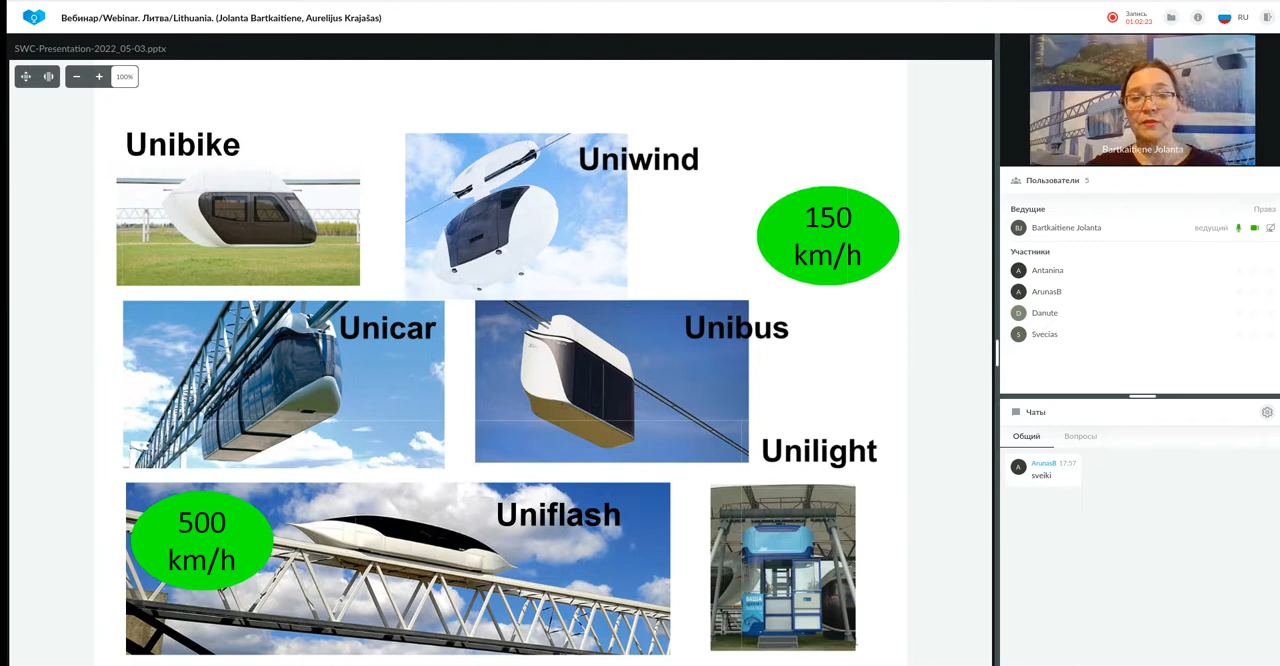 Вебинар/Webinar. Литва/Lithuania. (Jolanta Bartkaitiene, Aurelijus Krajašas)
Запись
01:02:23
RU
SWC-Presentation-2022_05-03.pptx
100%
Unibike
Uniwind
150
km/h
Unicar
Unibus
Unilight
500
km/h
Uniflash
ВАША
Bartkaitiene Jolanta
Пользователи 5
Ведущие Права
BJ Bartkaitiene Jolanta ведущий
Участники
A Antanina
A ArunasB
D Danute
S Svecias
Чаты
Общий Вопросы
A ArunasB 17:57
sveiki